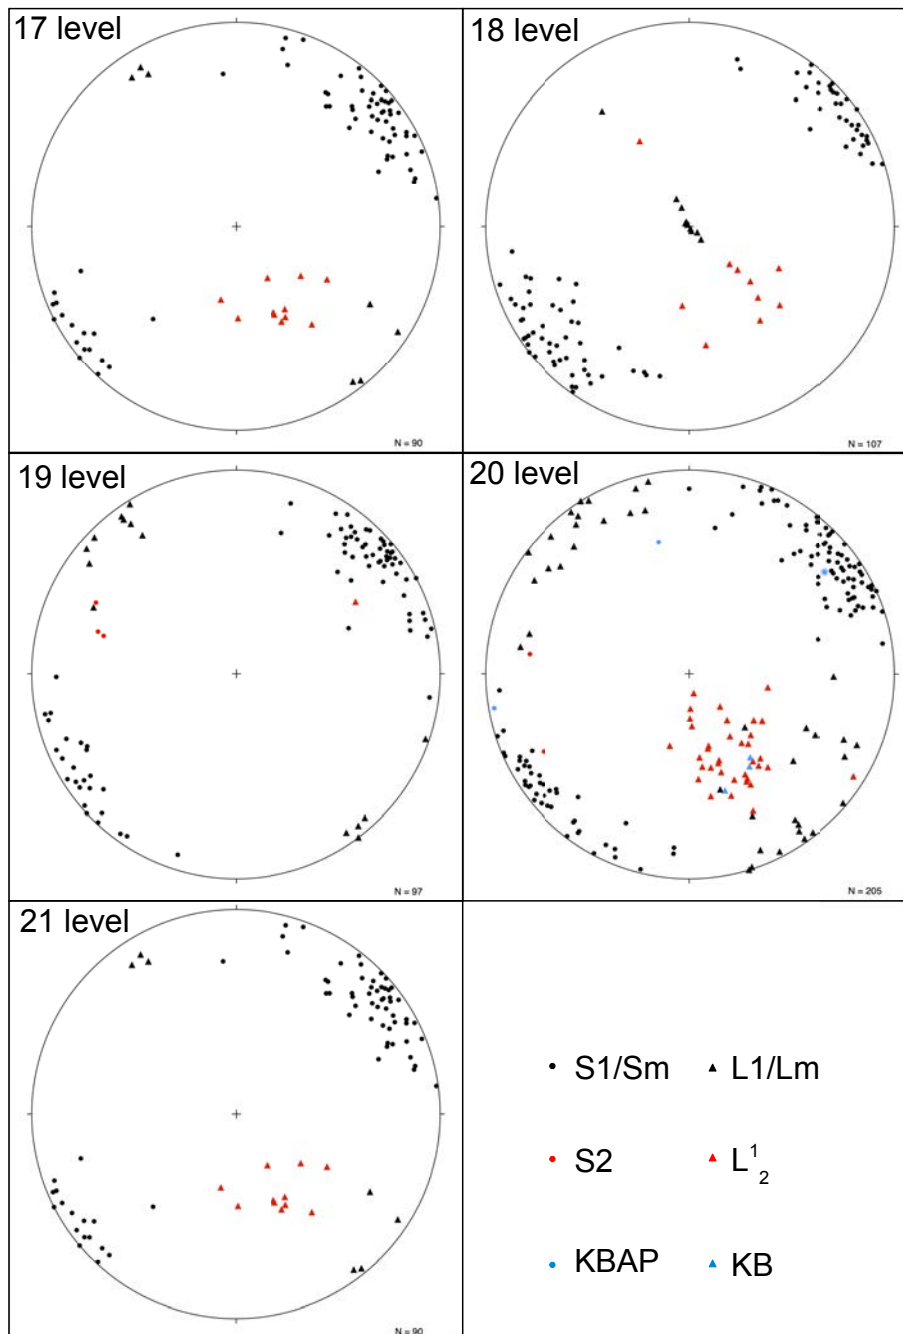 17 level
18 level
N = 90
N = 107
19 level
20 level
N = 97
N = 205
21 level
S1/Sm
L1/Lm
S2
L¹₂
KBAP
KB
N = 90